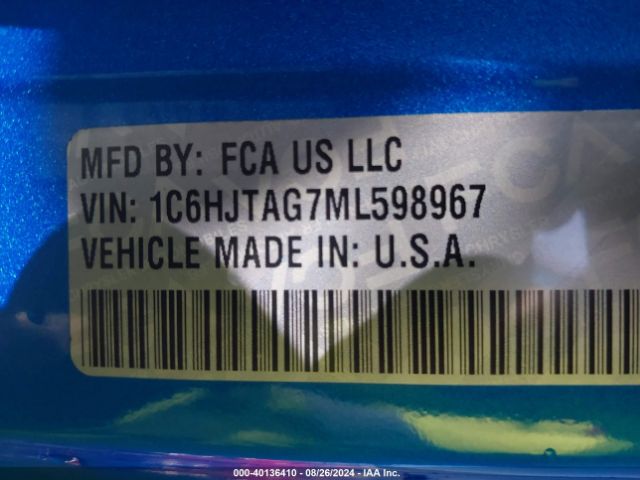 MFD BY: FCA US LLC
VIN: 1C6HJTAG7ML598967
VEHICLE MADE IN: U.S.A.
000-40136410 - 08/26/2024 - IAA Inc.